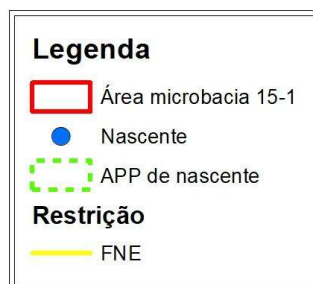 Legenda
Área microbacia 15-1
Nascente
APP de nascente
Restrição
FNE